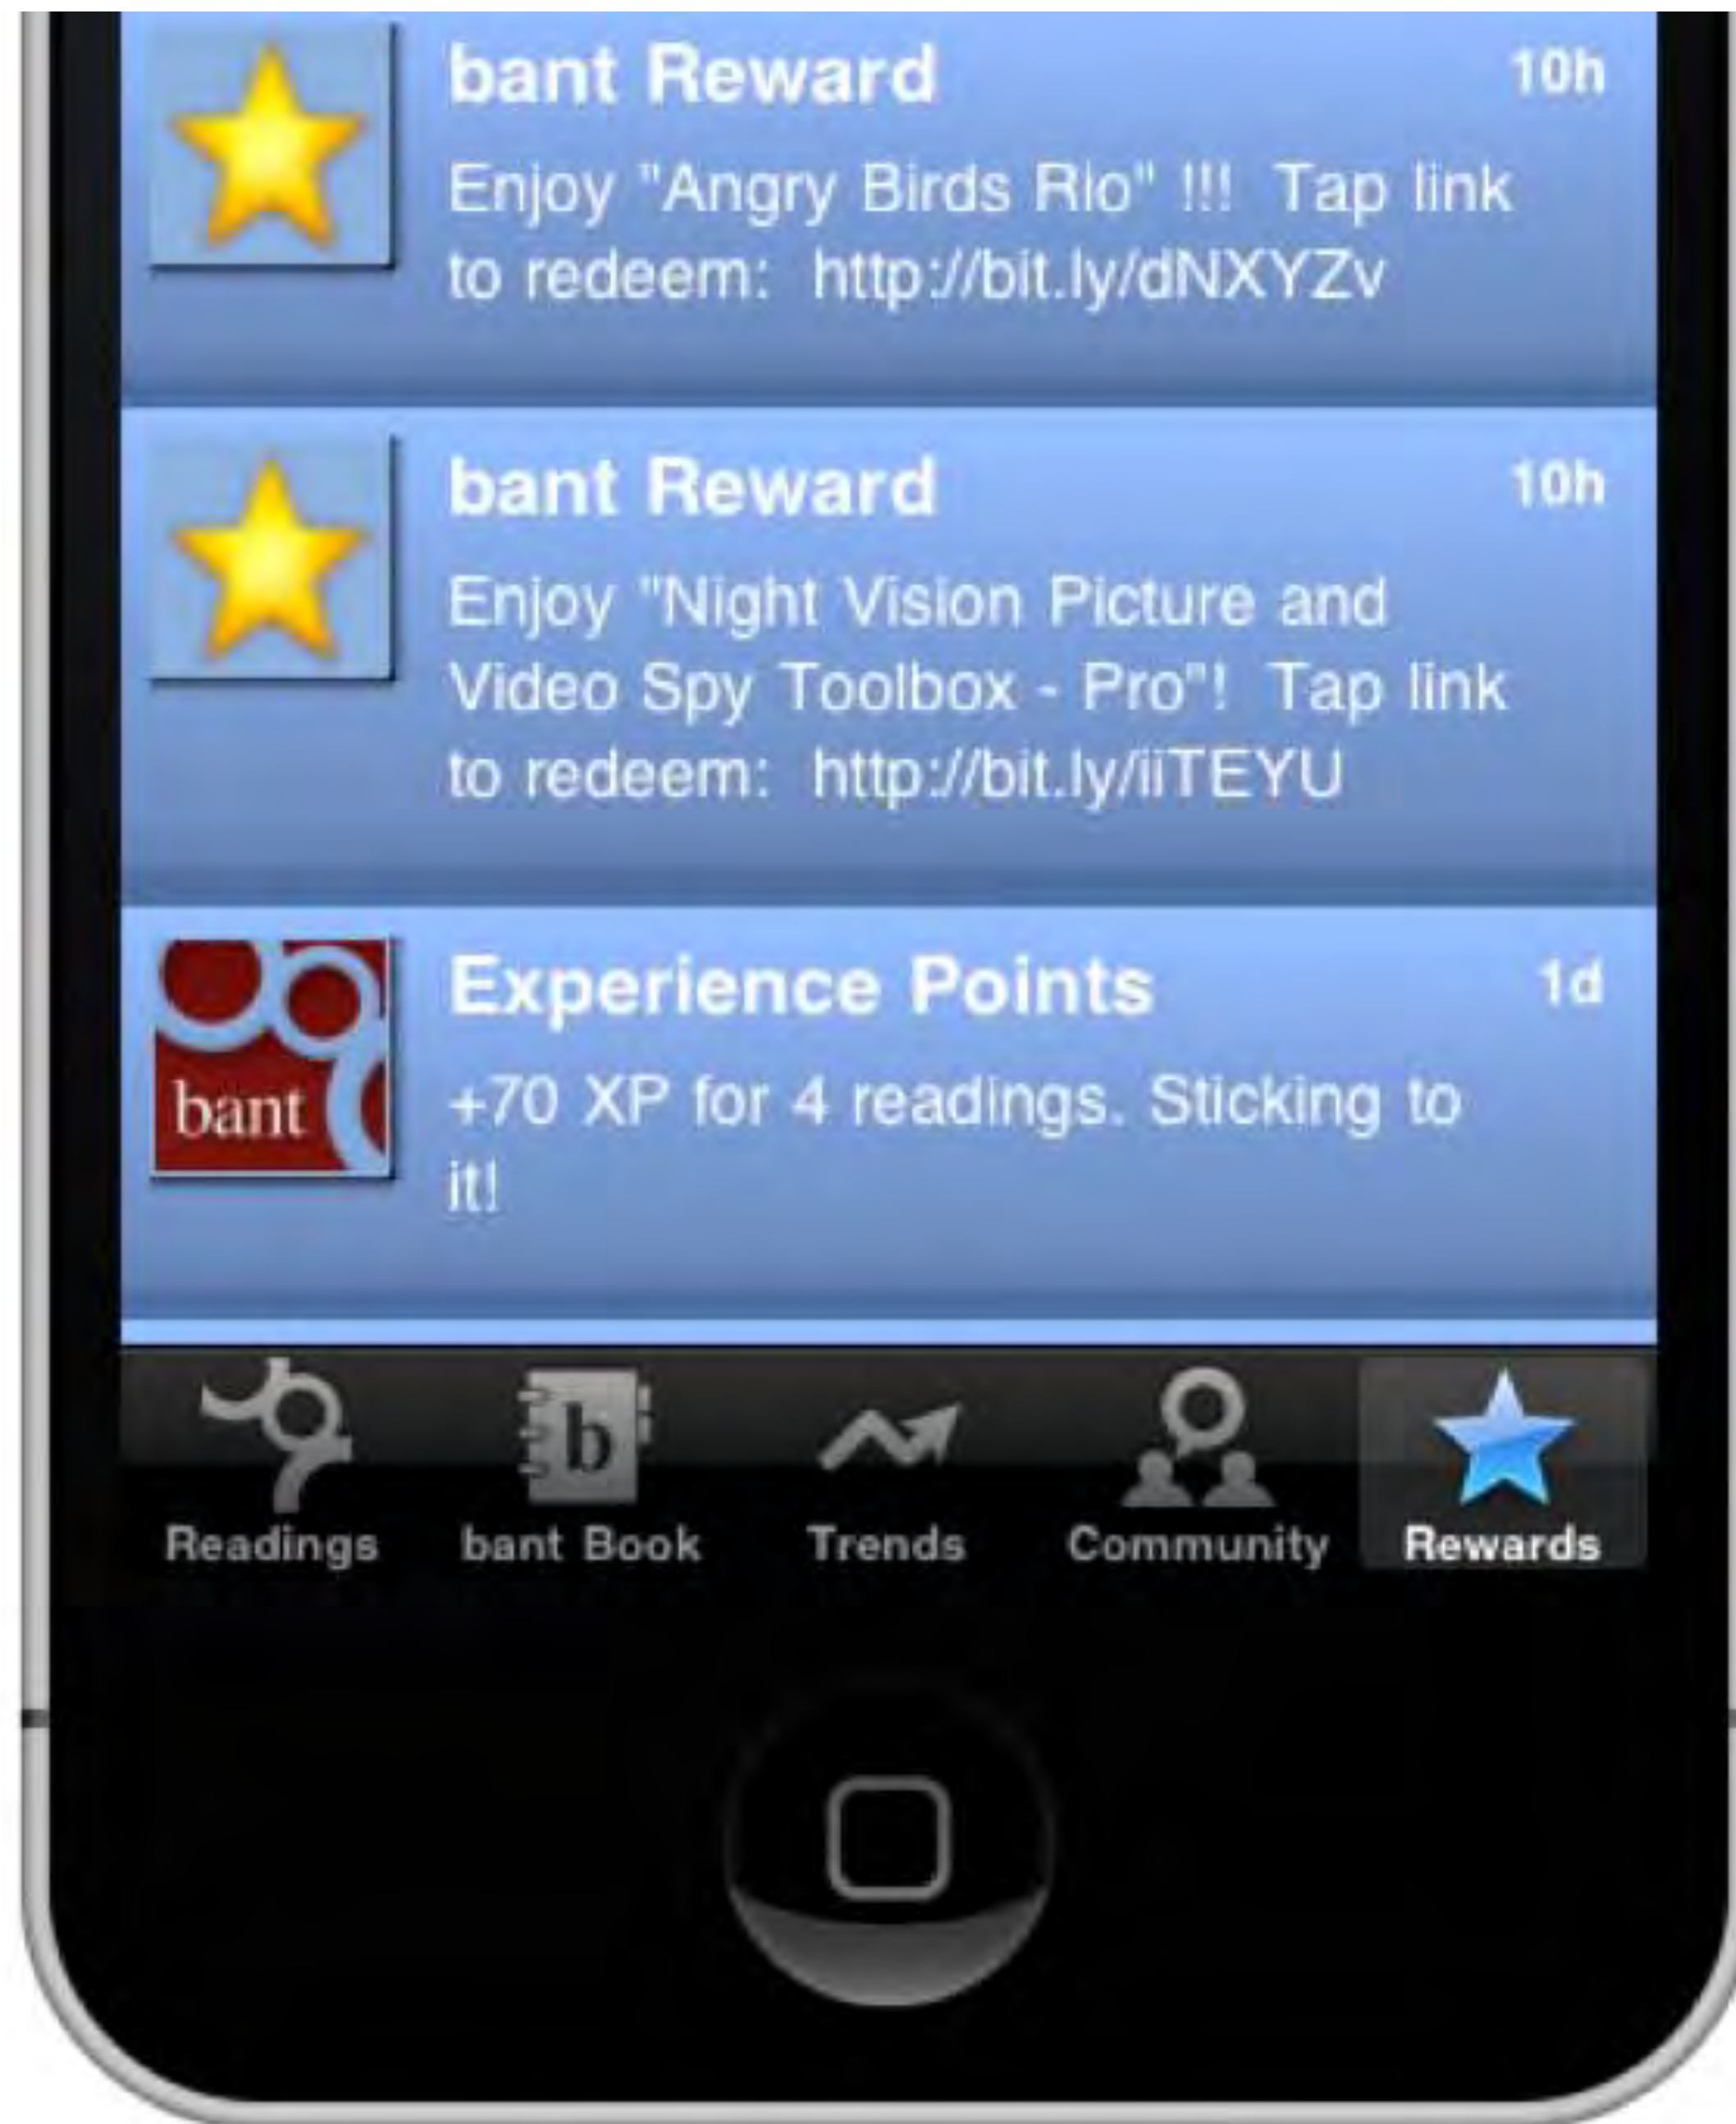 bant Reward 10h
Enjoy "Angry Birds Rio" !!! Tap link
to redeem: http://bit.ly/dNXYZv
bant Reward 10h
Enjoy "Night Vision Picture and
Video Spy Toolbox - Pro"! Tap link
to redeem: http://bit.ly/iiTEYU
Experience Points 1d
bant
+70 XP for 4 readings. Sticking to
it!
b
Readings bant Book Trends Community Rewards